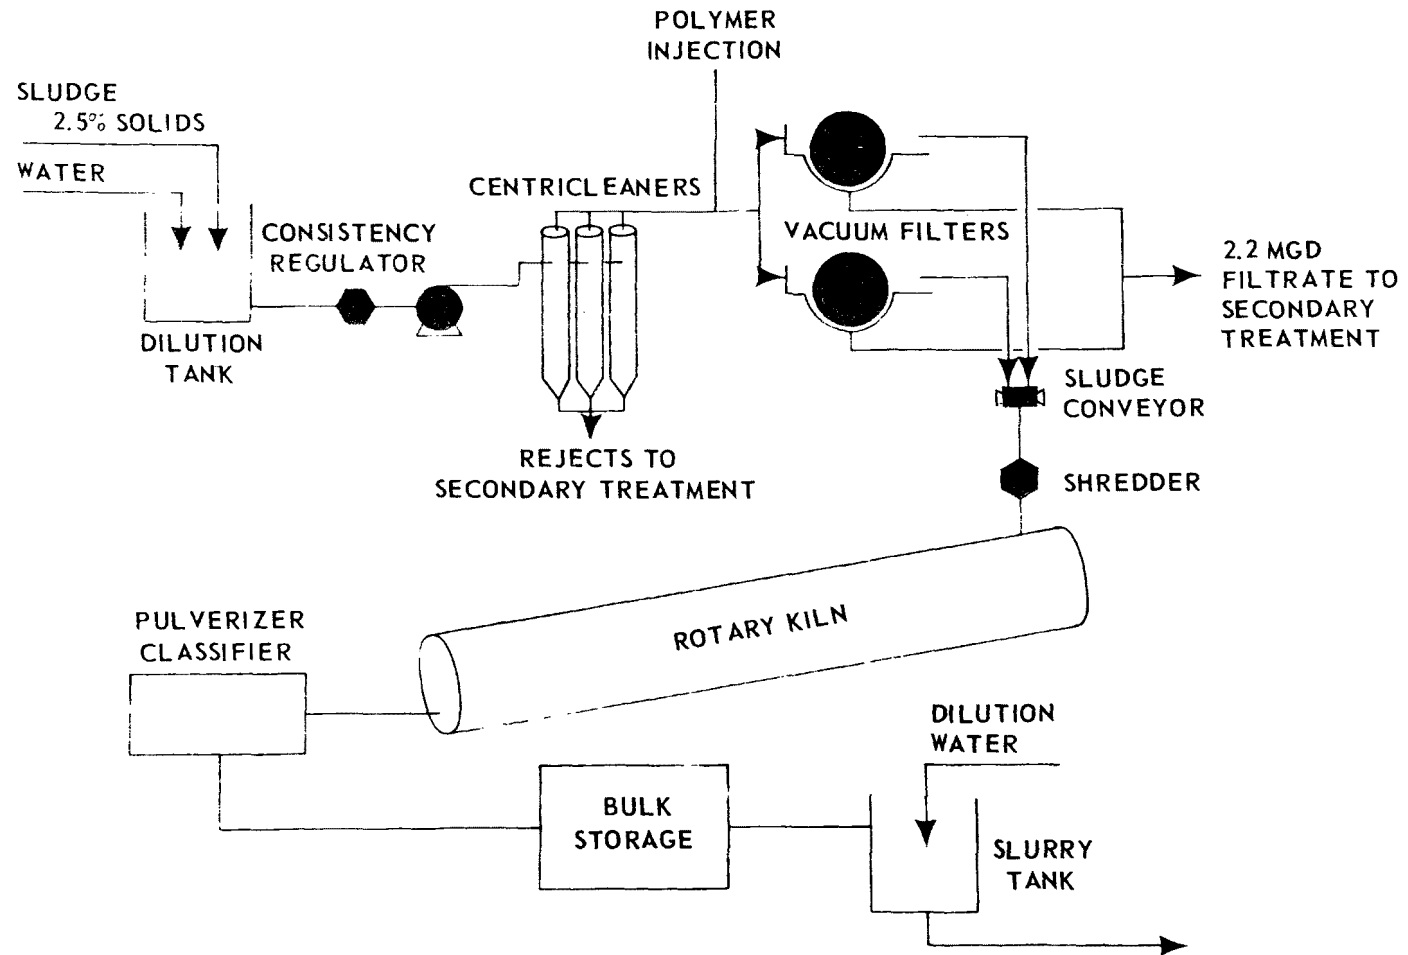 POLYMER
INJECTION
SLUDGE
2.5% SOLIDS
WATER
CENTRICLEANERS
CONSISTENCY
REGULATOR
VACUUM FILTERS
2.2 MGD
FILTRATE TO
SECONDARY
TREATMENT
DILUTION
TANK
SLUDGE
CONVEYOR
REJECTS TO
SECONDARY TREATMENT
SHREDDER
ROTARY KILN
PULVERIZER
CLASSIFIER
DILUTION
WATER
BULK
STORAGE
SLURRY
TANK